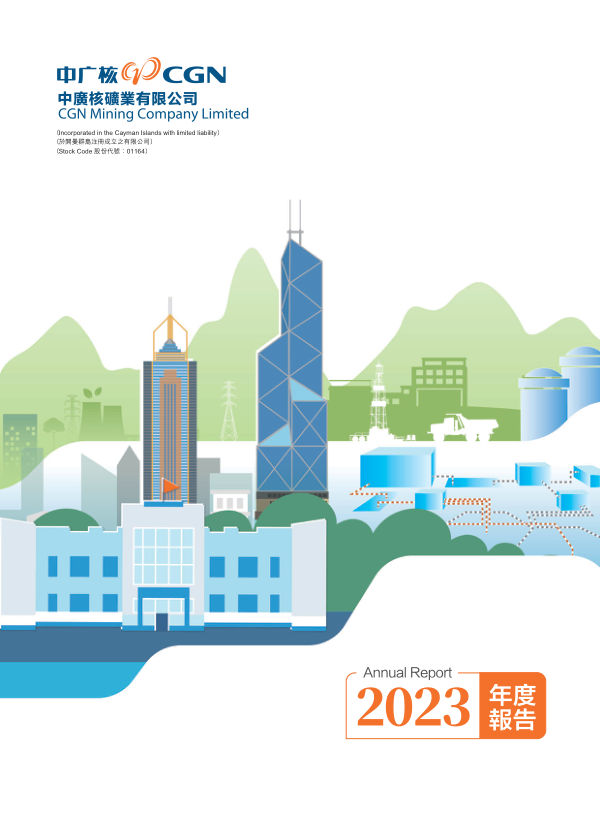 中广核 CGN
中廣核礦業有限公司
CGN Mining Company Limited
(Incorporated in the Cayman Islands with limited liability)
(於開曼群島注冊成立之有限公司)
(Stock Code 股份代號：01164)
Annual Report
2023 年度報告